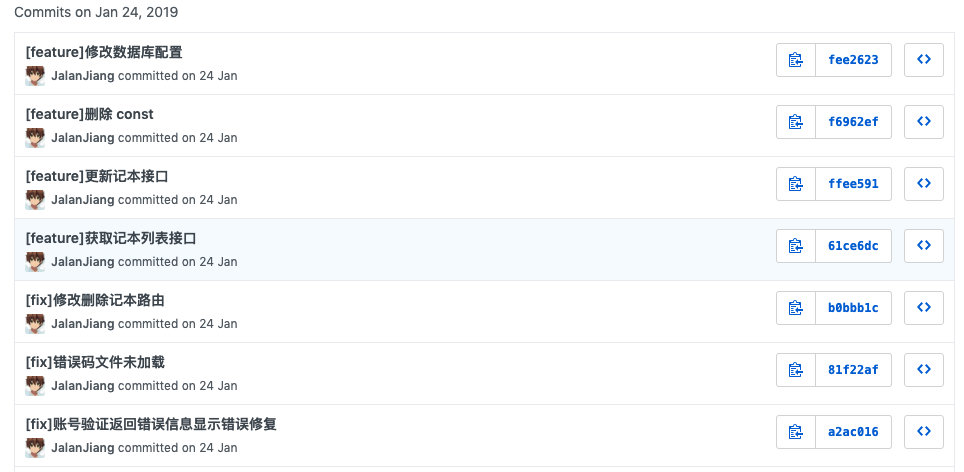 Commits on Jan 24, 2019
[feature]修改数据库配置
JalanJiang committed on 24 Jan
fee2623
[feature]删除 const
JalanJiang committed on 24 Jan
f6962ef
[feature]更新记本接口
JalanJiang committed on 24 Jan
ffee591
[feature]获取记本列表接口
JalanJiang committed on 24 Jan
61ce6dc
[fix]修改删除记本路由
JalanJiang committed on 24 Jan
b0bbb1c
[fix]错误码文件未加载
JalanJiang committed on 24 Jan
81f22af
[fix]账号验证返回错误信息显示错误修复
JalanJiang committed on 24 Jan
a2ac016